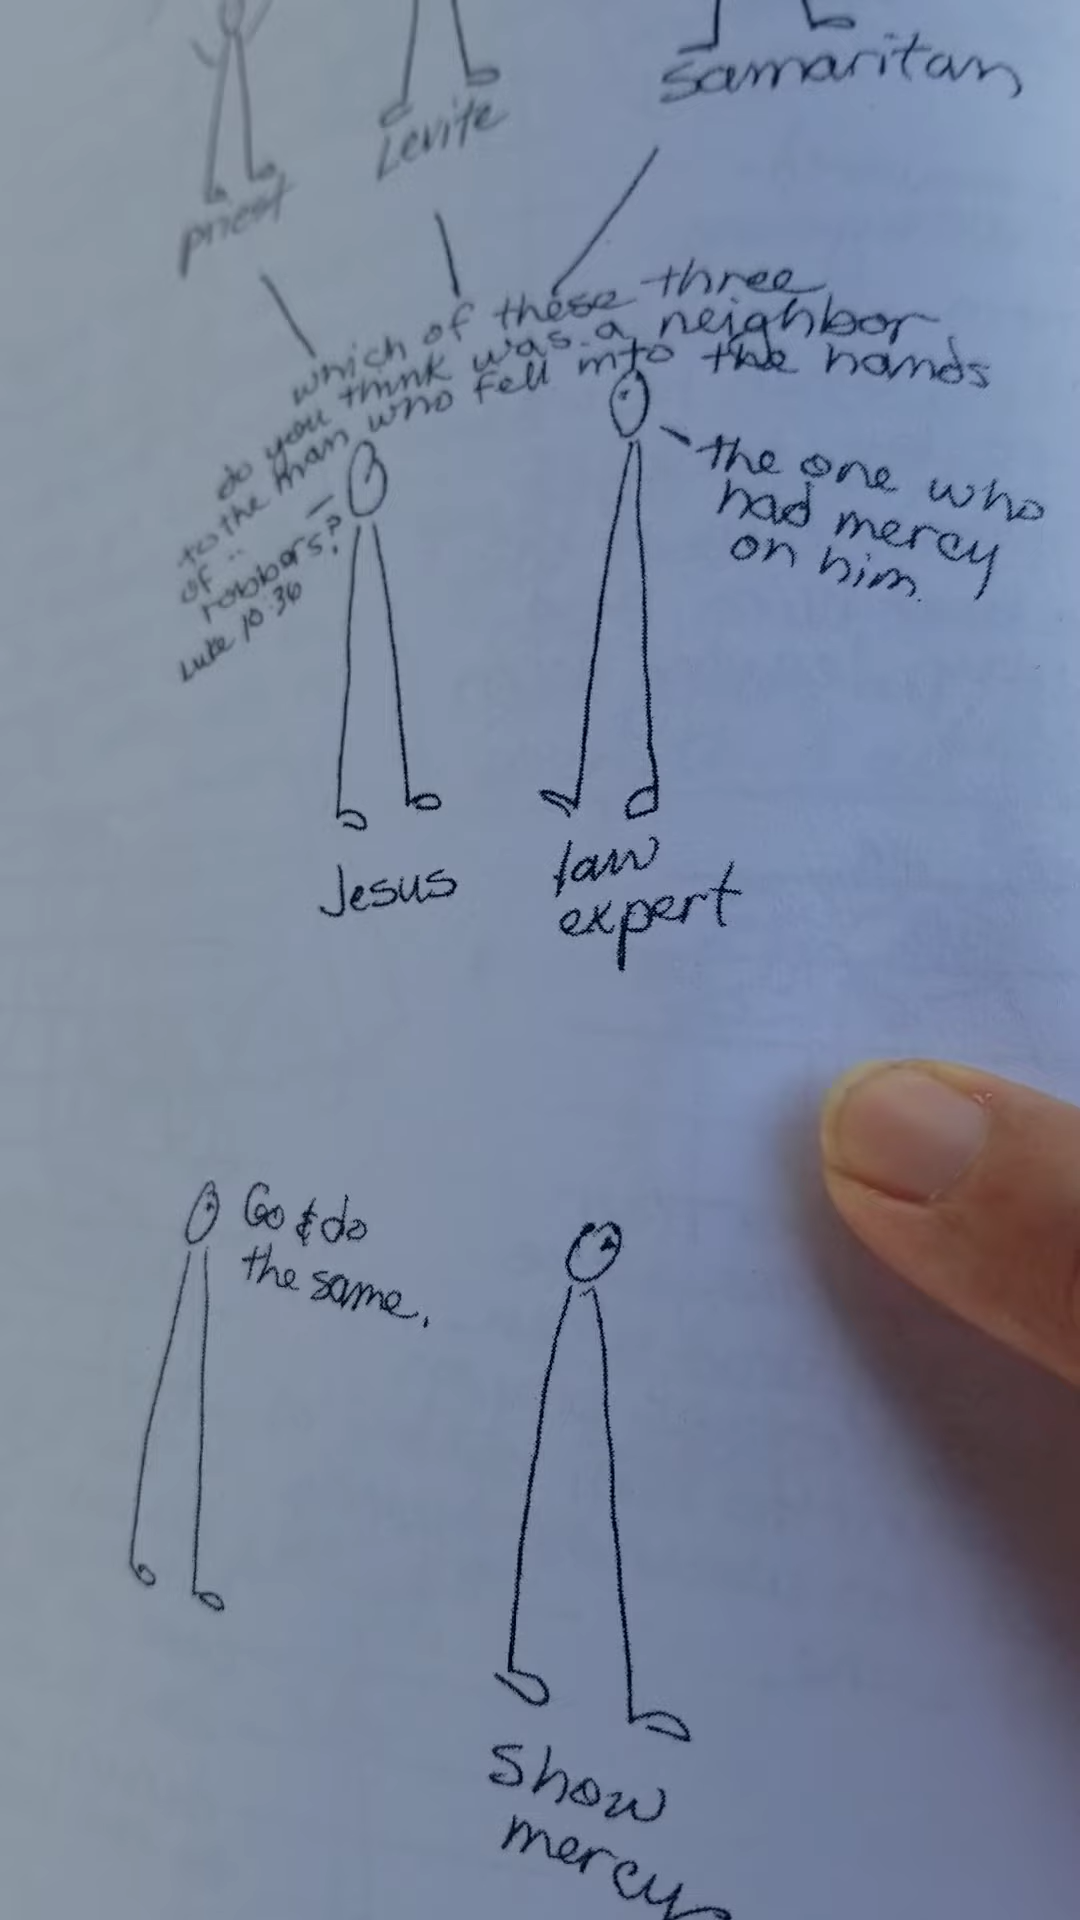 Samaritan
Levite
priest
which of these three
do you think was a neighbor
to the man who fell into the hands
of ..
robbers?
Luke 10:36
the one who
had mercy
on him.
Jesus
law
expert
Go & do
the same.
Show
mercy